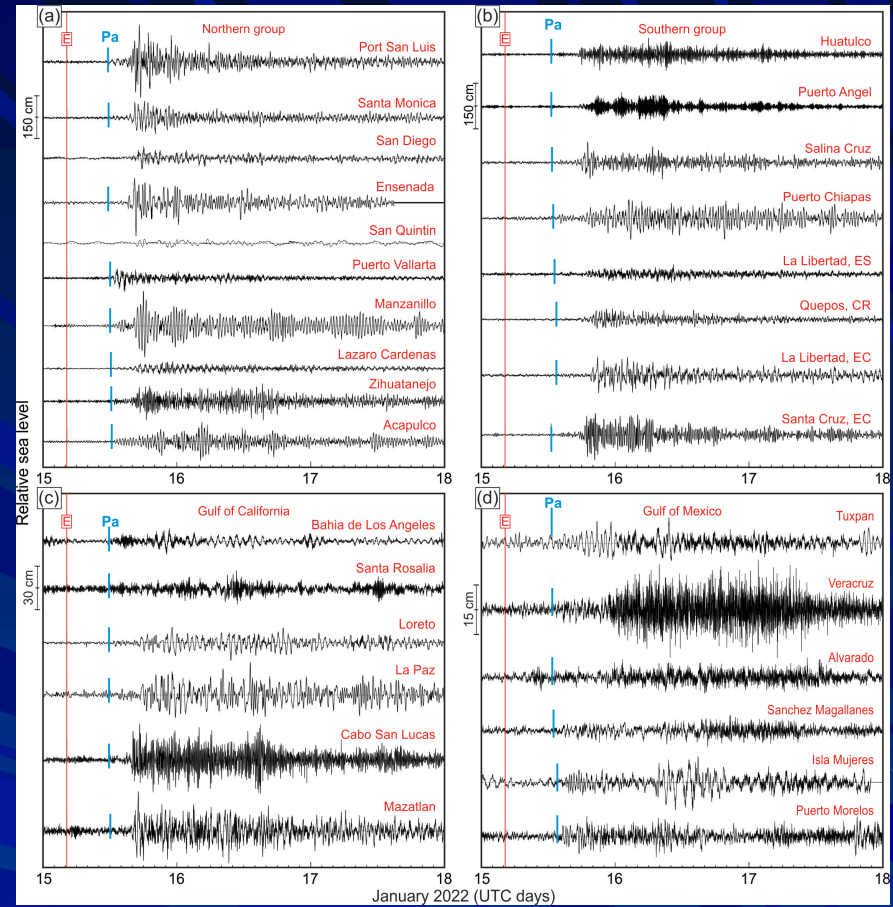 (a)
E
Pa
Northern group
Port San Luis
Santa Monica
150 cm
San Diego
Ensenada
San Quintin
Puerto Vallarta
Manzanillo
Lazaro Cardenas
Zihuatanejo
Acapulco
15 16 17 18
(b)
E
Pa
Southern group
Huatulco
Puerto Angel
150 cm
Salina Cruz
Puerto Chiapas
La Libertad, ES
Quepos, CR
La Libertad, EC
Santa Cruz, EC
15 16 17 18
Relative sea level
(c)
E
Pa
Gulf of California
Bahia de Los Angeles
Santa Rosalia
30 cm
Loreto
La Paz
Cabo San Lucas
Mazatlan
15 16 17 18
(d)
E
Pa
Gulf of Mexico
Tuxpan
Veracruz
15 cm
Alvarado
Sanchez Magallanes
Isla Mujeres
Puerto Morelos
15 16 17 18
January 2022 (UTC days)